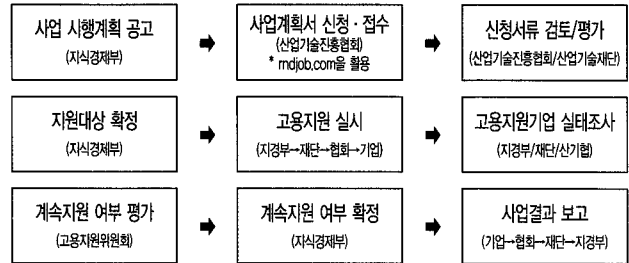 사업 시행계획 공고
(지식경제부)
➡
사업계획서 신청·접수
(산업기술진흥협회)
* rndjob.com을 활용
➡
신청서류 검토/평가
(산업기술진흥협회/산업기술재단)
지원대상 확정
(지식경제부)
➡
고용지원 실시
(지경부→재단→협회→기업)
➡
고용지원기업 실태조사
(지경부/재단/산기협)
계속지원 여부 평가
(고용지원위원회)
➡
계속지원 여부 확정
(지식경제부)
➡
사업결과 보고
(기업→협회→재단→지경부)